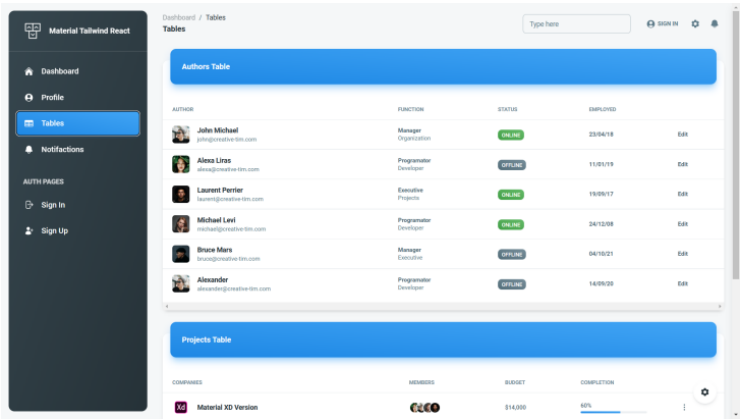 Material Tailwind React
Dashboard
Profile
Tables
Notifactions
AUTH PAGES
Sign In
Sign Up
Dashboard / Tables
Tables
Type here
SIGN IN
Authors Table
AUTHOR FUNCTION STATUS EMPLOYED
John Michael Manager ONLINE 23/04/18 Edit
john@creative-tim.com Organization
Alexa Liras Programator OFFLINE 11/01/19 Edit
alexa@creative-tim.com Developer
Laurent Perrier Executive ONLINE 19/09/17 Edit
laurent@creative-tim.com Projects
Michael Levi Programator ONLINE 24/12/08 Edit
michael@creative-tim.com Developer
Bruce Mars Manager OFFLINE 04/10/21 Edit
bruce@creative-tim.com Executive
Alexander Programator OFFLINE 14/09/20 Edit
alexander@creative-tim.com Developer
Projects Table
COMPANIES MEMBERS BUDGET COMPLETION
Xd Material XD Version $14,000 60%